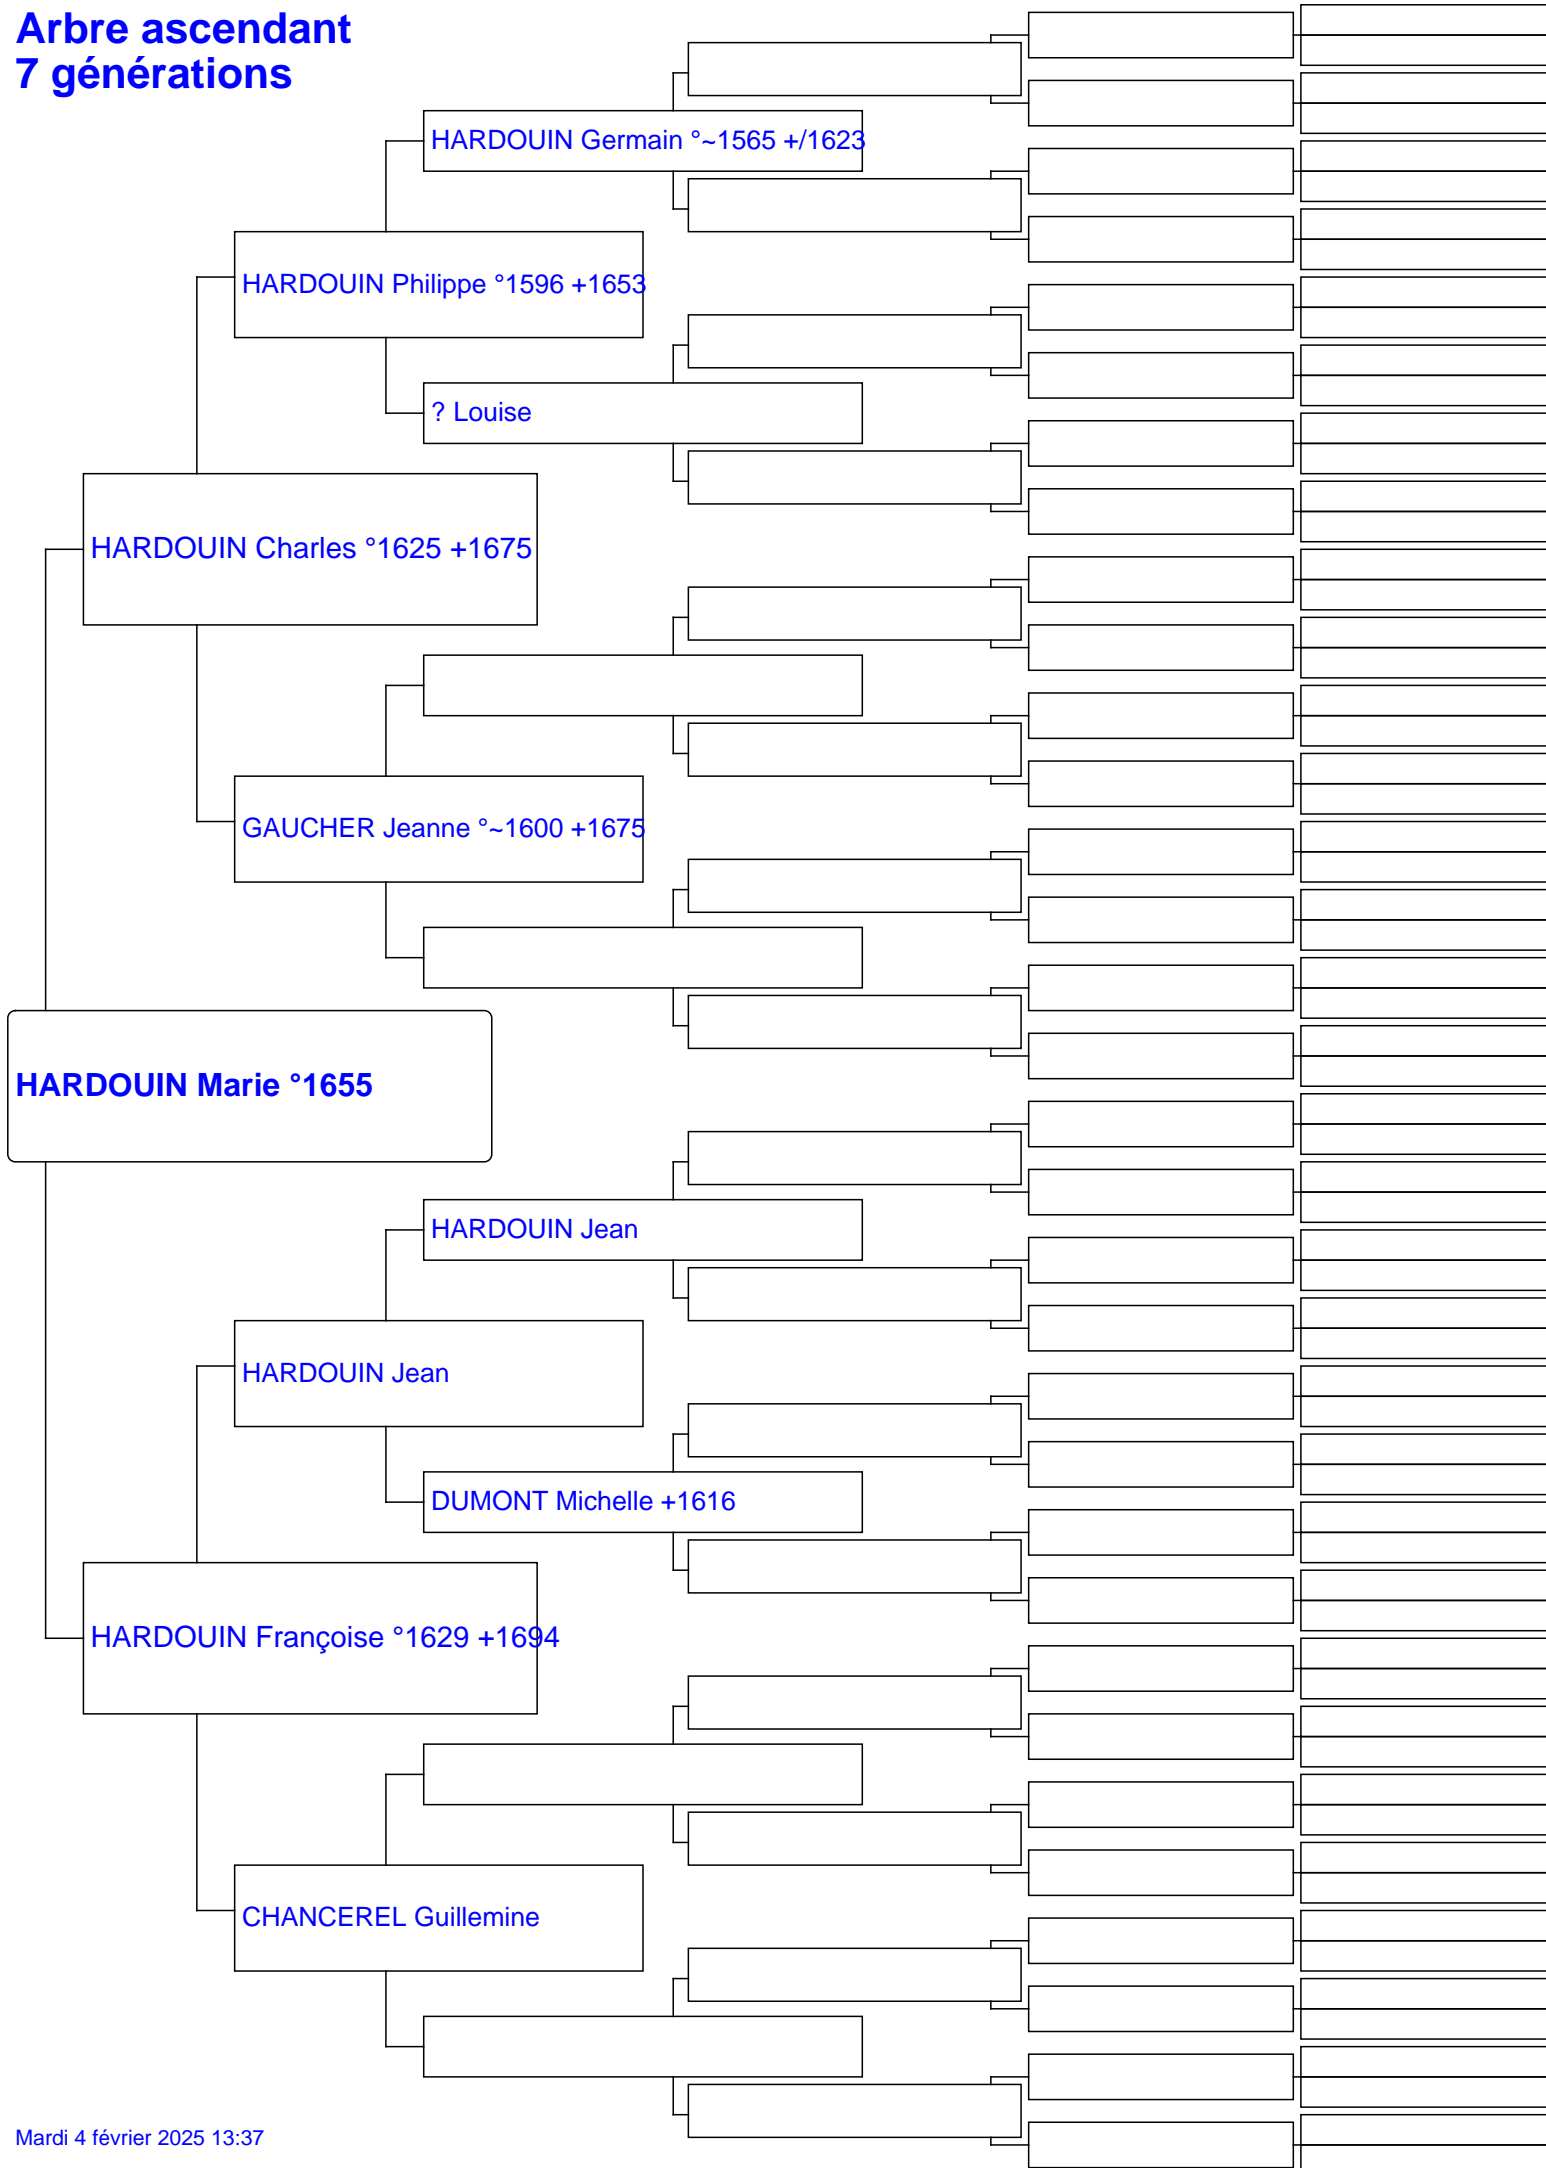 Arbre ascendant
7 générations
HARDOUIN Germain °~1565 +/1623
HARDOUIN Philippe °1596 +1653
? Louise
HARDOUIN Charles °1625 +1675
GAUCHER Jeanne °~1600 +1675
HARDOUIN Marie °1655
HARDOUIN Jean
HARDOUIN Jean
DUMONT Michelle +1616
HARDOUIN Françoise °1629 +1694
CHANCEREL Guillemine
Mardi 4 février 2025 13:37